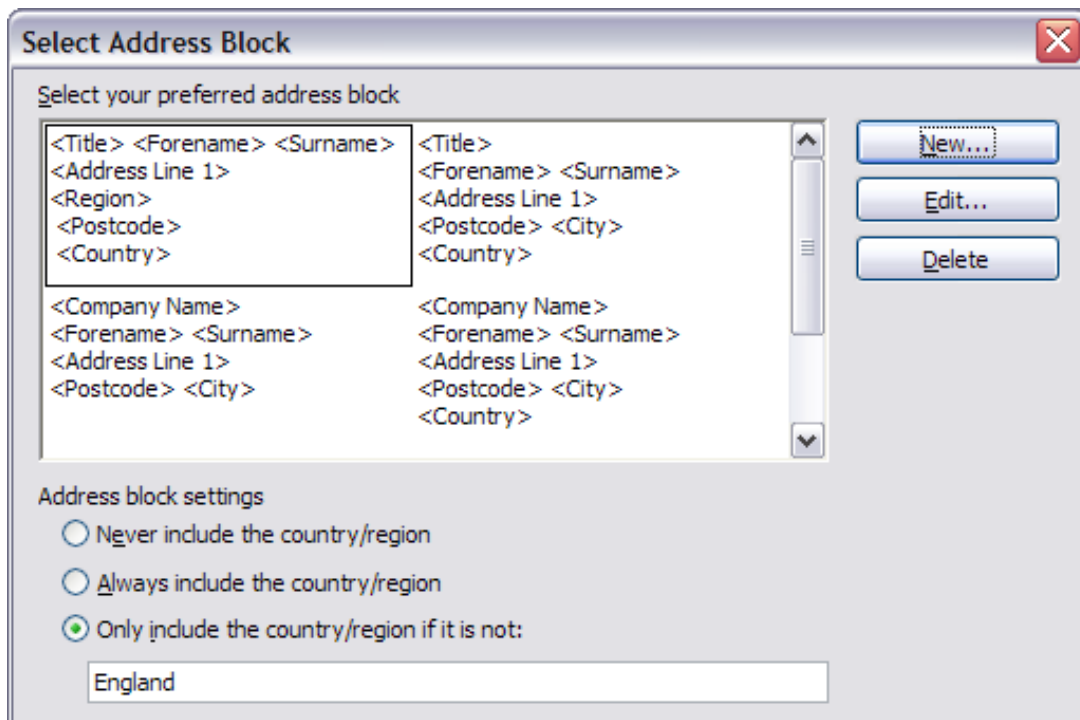 Select Address Block
Select your preferred address block
<Title> <Forename> <Surname>
<Address Line 1>
<Region>
<Postcode>
<Country>
<Title>
<Forename> <Surname>
<Address Line 1>
<Postcode> <City>
<Country>
<Company Name>
<Forename> <Surname>
<Address Line 1>
<Postcode> <City>
<Company Name>
<Forename> <Surname>
<Address Line 1>
<Postcode> <City>
<Country>
New...
Edit...
Delete
Address block settings
Never include the country/region
Always include the country/region
Only include the country/region if it is not:
England